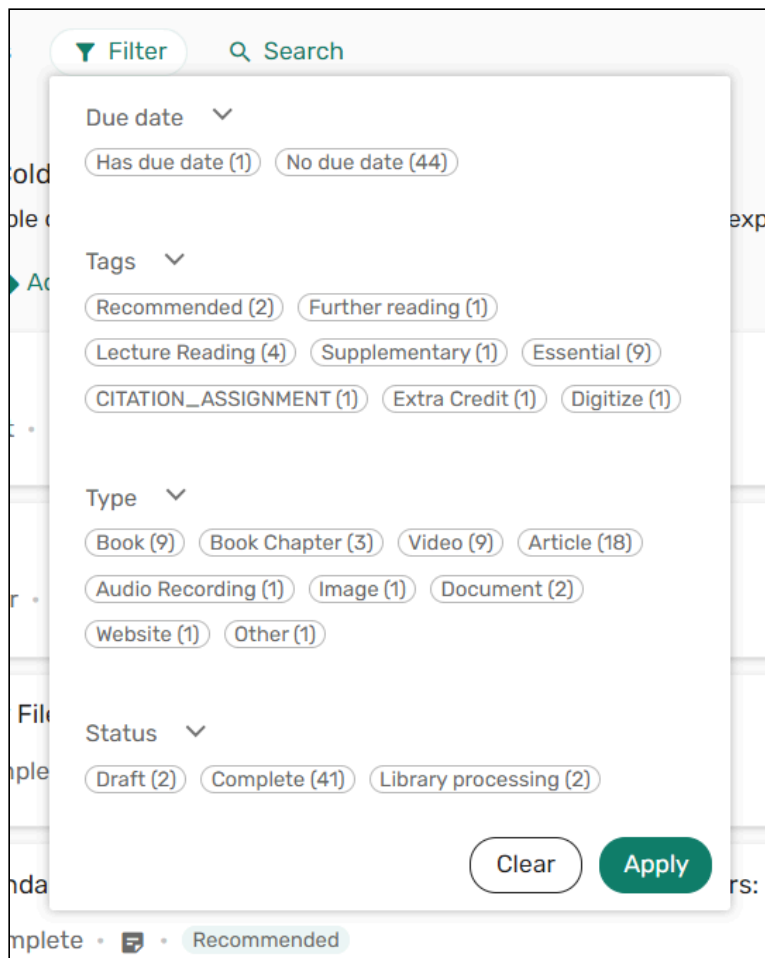 Filter Search
Due date
Has due date (1) No due date (44)
Tags
Recommended (2) Further reading (1)
Lecture Reading (4) Supplementary (1) Essential (9)
CITATION_ASSIGNMENT (1) Extra Credit (1) Digitize (1)
Type
Book (9) Book Chapter (3) Video (9) Article (18)
Audio Recording (1) Image (1) Document (2)
Website (1) Other (1)
Status
Draft (2) Complete (41) Library processing (2)
Clear Apply
rs:
mplete • • Recommended